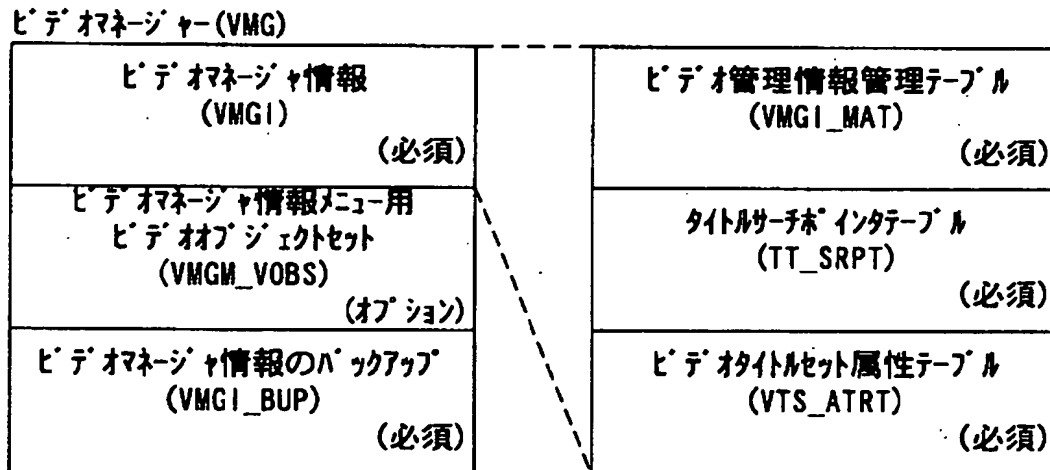 ビデオマネージャー(VMG)
ビデオマネージャ情報
(VMGI)
(必須)
ビデオマネージャ情報メニュー用
ビデオオブジェクトセット
(VMGM_VOBS)
(オプション)
ビデオマネージャ情報のバックアップ
(VMGI_BUP)
(必須)
ビデオ管理情報管理テーブル
(VMGI_MAT)
(必須)
タイトルサーチポインタテーブル
(TT_SRPT)
(必須)
ビデオタイトルセット属性テーブル
(VTS_ATRT)
(必須)